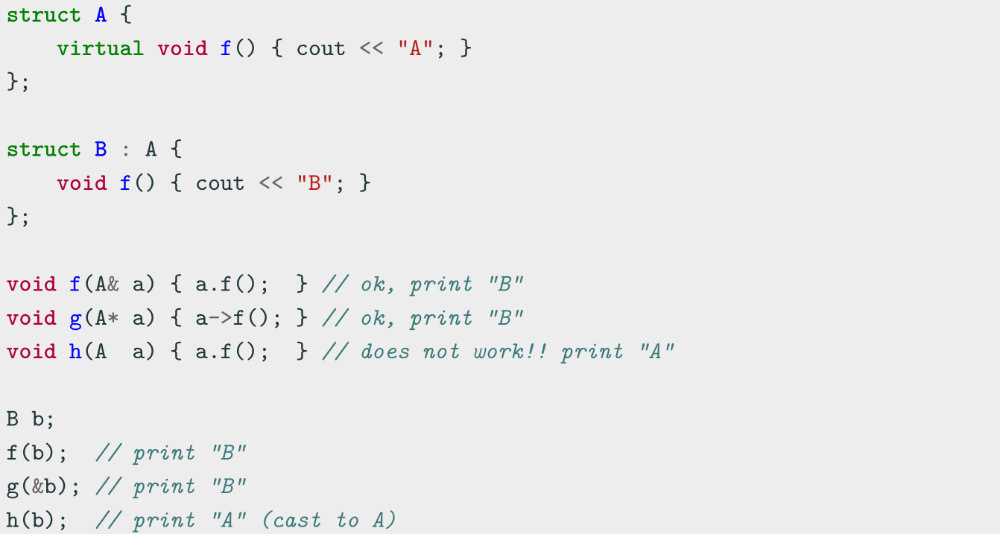 struct A {
    virtual void f() { cout << "A"; }
};

struct B : A {
    void f() { cout << "B"; }
};

void f(A& a) { a.f();  } // ok, print "B"
void g(A* a) { a->f(); } // ok, print "B"
void h(A  a) { a.f();  } // does not work!! print "A"

B b;
f(b);  // print "B"
g(&b); // print "B"
h(b);  // print "A" (cast to A)